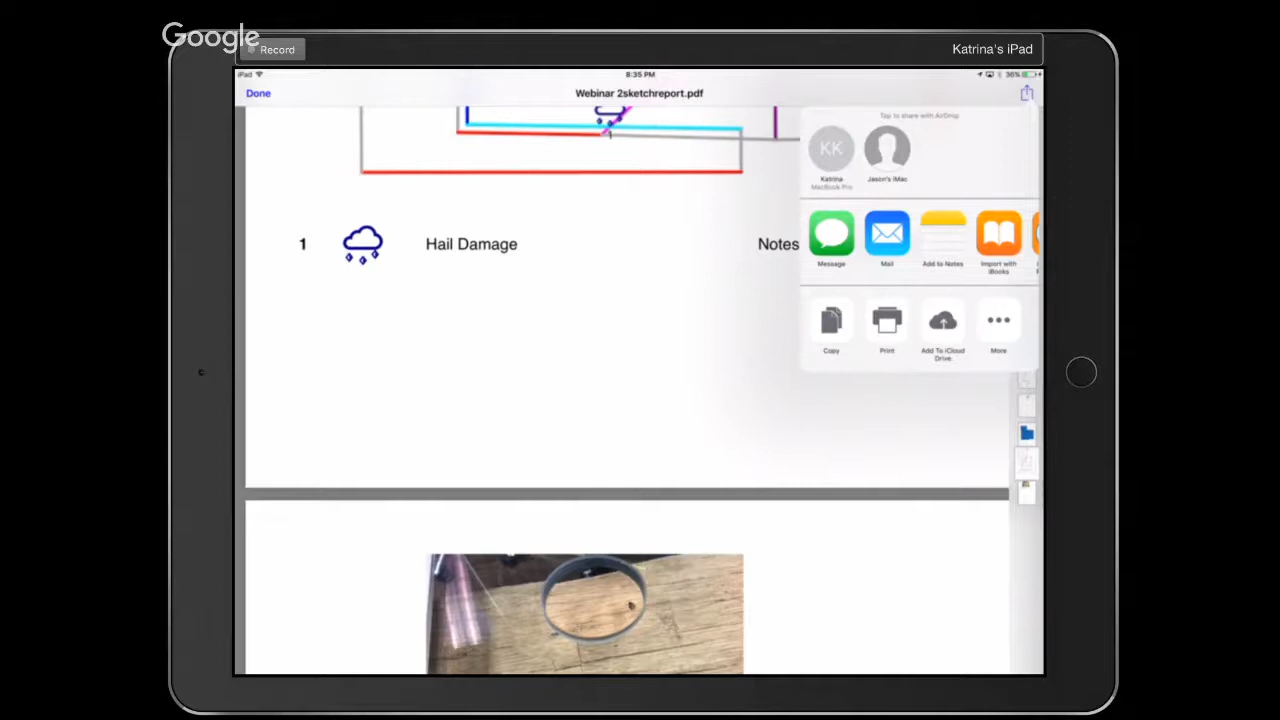 Google
Record
Katrina's iPad
iPad
8:35 PM
36%
Done
Webinar 2sketchreport.pdf
Tap to share with AirDrop
KK
Katrina
MacBook Pro
Jason's iMac
1
Hail Damage
Notes
Message
Mail
Add to Notes
Import with
iBooks
Copy
Print
Add To iCloud
Drive
More